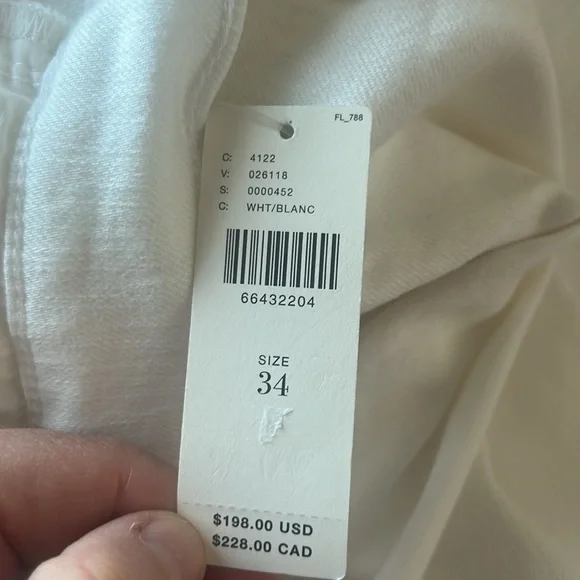 FL_788
C: 4122
V: 026118
S: 0000452
C: WHT/BLANC
66432204
SIZE
34
$198.00 USD
$228.00 CAD